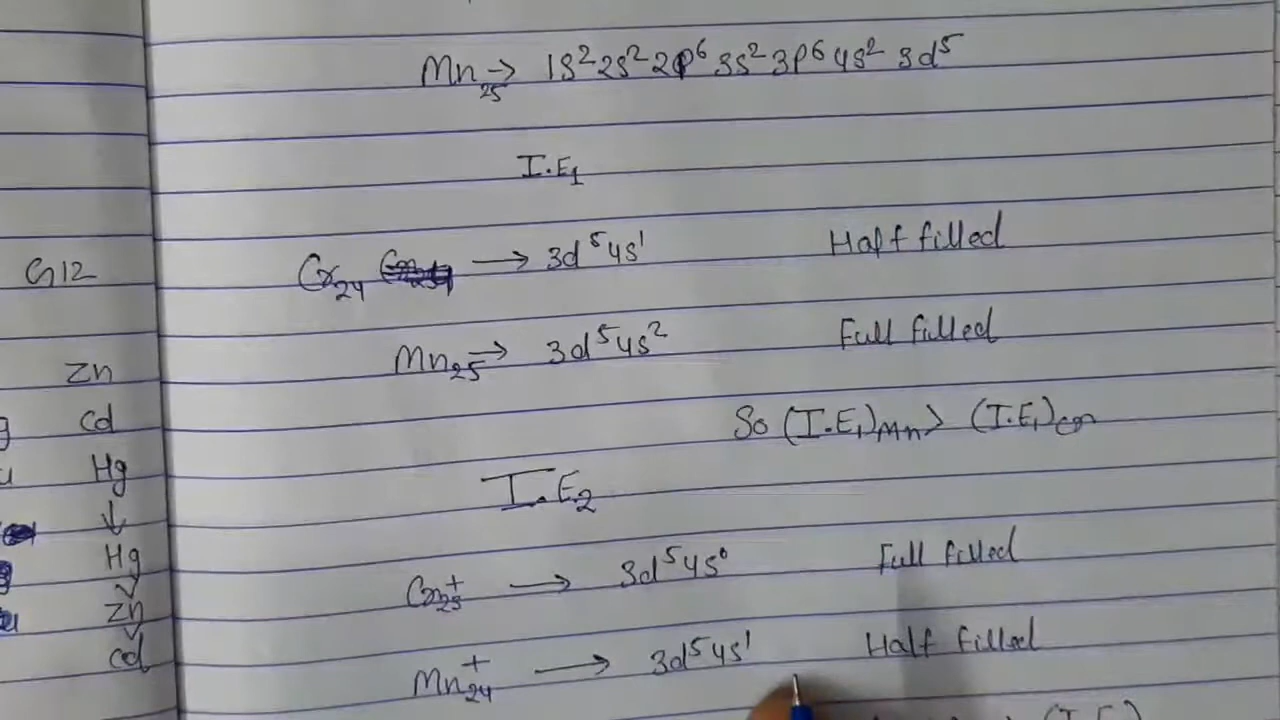 Mn25 → 1S² 2S² 2p⁶ 3S² 3P⁶ 4S² 3d⁵
I.E₁
G12
Cr24 → 3d⁵ 4s¹ Half filled
Zn
Mn25 → 3d⁵ 4s² Full filled
Cd
So (I.E₁)Mn > (I.E₁)Cr
Hg
I.E₂
↓
Hg
Cr⁺25 → 3d⁵ 4s⁰ Full filled
Zn
Cd
Mn⁺24 → 3d⁵ 4s¹ Half filled